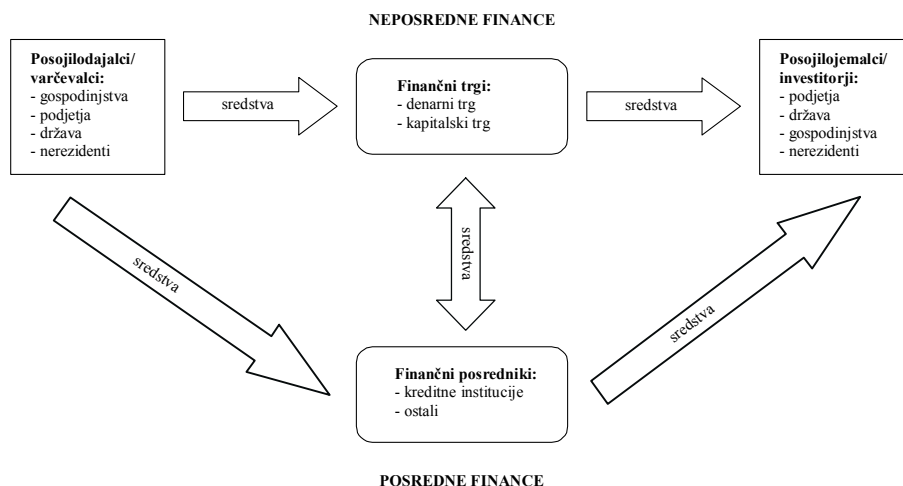 NEPOSREDNE FINANCE
Posojilodajalci/
varčevalci:
- gospodinjstva
- podjetja
- država
- nerezidenti
sredstva
Finančni trgi:
- denarni trg
- kapitalski trg
sredstva
Posojilojemalci/
investitorji:
- podjetja
- država
- gospodinjstva
- nerezidenti
sredstva
sredstva
sredstva
Finančni posredniki:
- kreditne institucije
- ostali
POSREDNE FINANCE